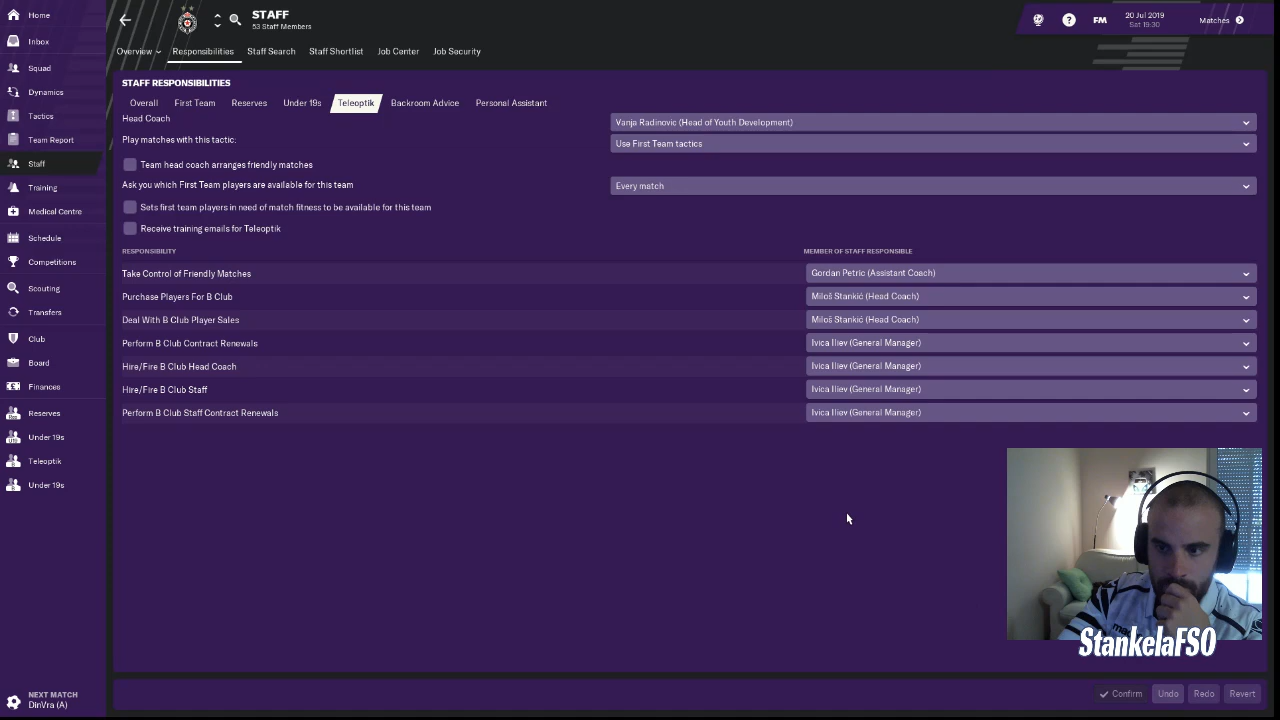 Home
Inbox
Squad
Dynamics
Tactics
Team Report
Staff
Training
Medical Centre
Schedule
Competitions
Scouting
Transfers
Club
Board
Finances
Reserves
Under 19s
Teleoptik
Under 19s
NEXT MATCH
DinVra (A)
STAFF
53 Staff Members
FM
20 Jul 2019
Sat 19:30
Matches
Overview
Responsibilities
Staff Search
Staff Shortlist
Job Center
Job Security
STAFF RESPONSIBILITIES
Overall
First Team
Reserves
Under 19s
Teleoptik
Backroom Advice
Personal Assistant
Head Coach
Vanja Radinovic (Head of Youth Development)
Play matches with this tactic:
Use First Team tactics
Team head coach arranges friendly matches
Ask you which First Team players are available for this team
Every match
Sets first team players in need of match fitness to be available for this team
Receive training emails for Teleoptik
RESPONSIBILITY
MEMBER OF STAFF RESPONSIBLE
Take Control of Friendly Matches
Gordan Petric (Assistant Coach)
Purchase Players For B Club
Miloš Stankić (Head Coach)
Deal With B Club Player Sales
Miloš Stankić (Head Coach)
Perform B Club Contract Renewals
Ivica Iliev (General Manager)
Hire/Fire B Club Head Coach
Ivica Iliev (General Manager)
Hire/Fire B Club Staff
Ivica Iliev (General Manager)
Perform B Club Staff Contract Renewals
Ivica Iliev (General Manager)
StankelaFSO
Confirm
Undo
Redo
Revert